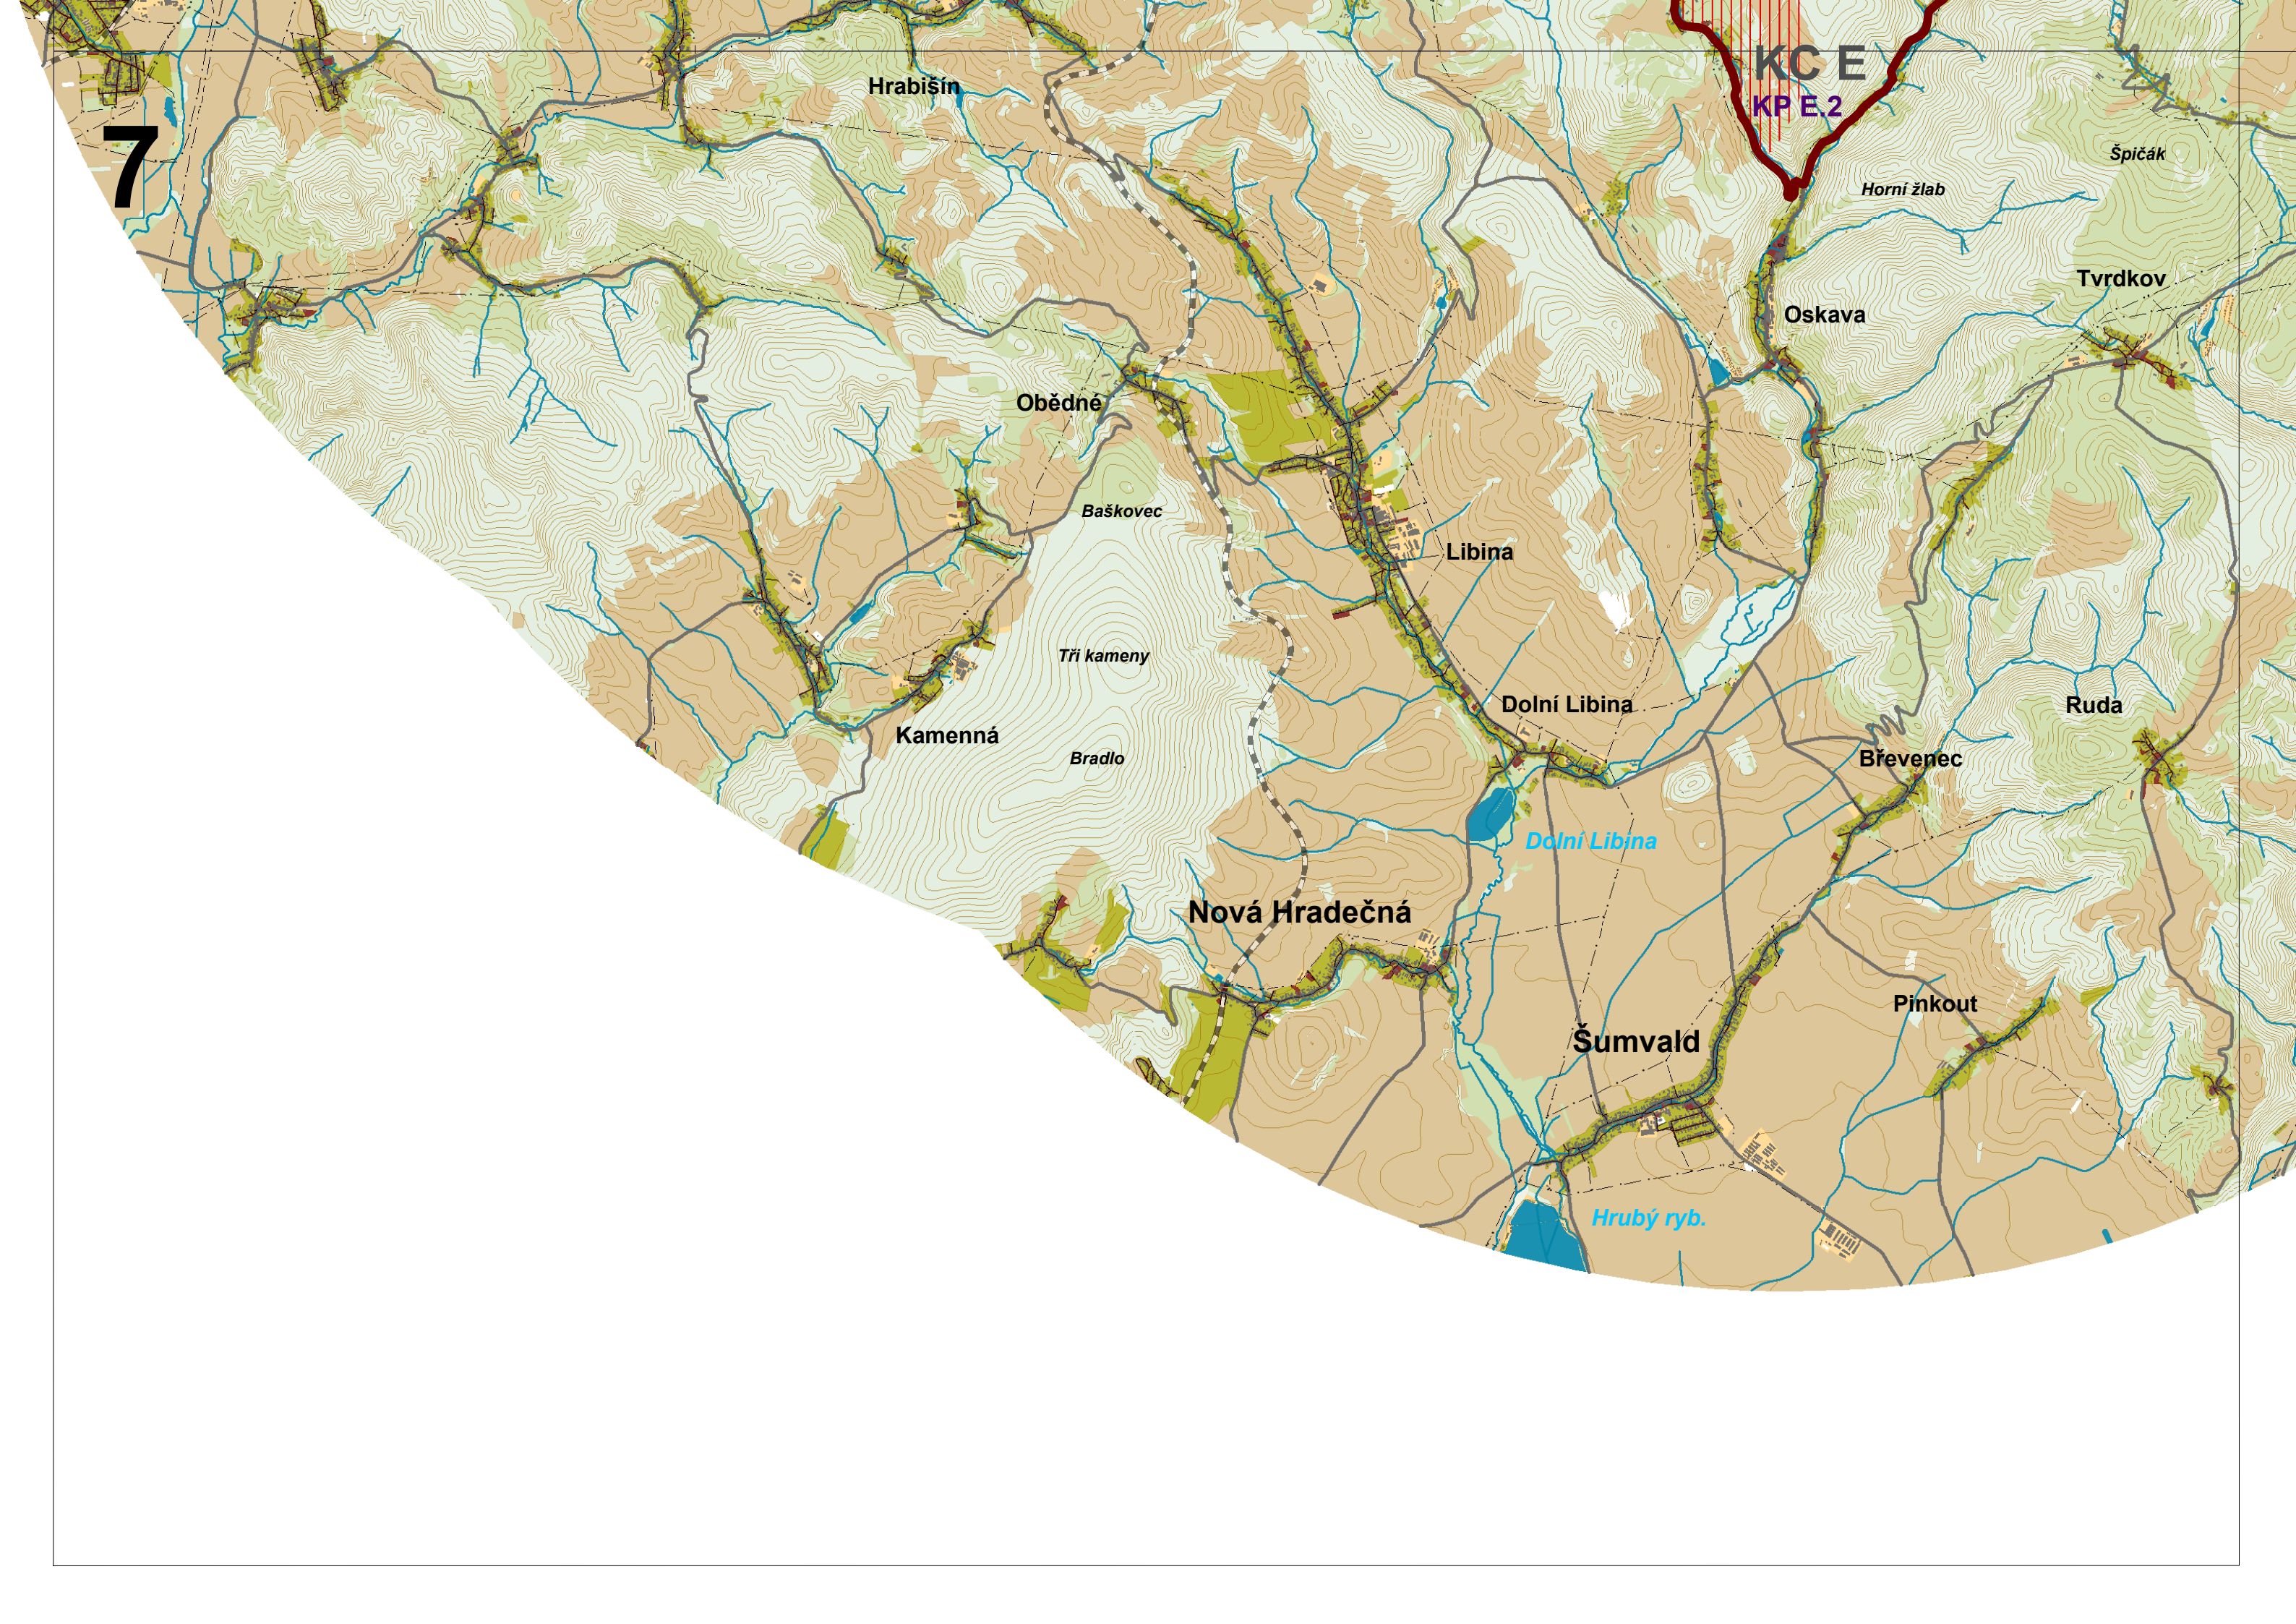 KC E
Hrabišín
KP E.2
7
Špičák
Horní žlab
Tvrdkov
Oskava
Obědné
Baškovec
Libina
Tři kameny
Dolní Libina
Ruda
Kamenná
Bradlo
Břevenec
Dolní Libina
Nová Hradečná
Pinkout
Šumvald
Hrubý ryb.